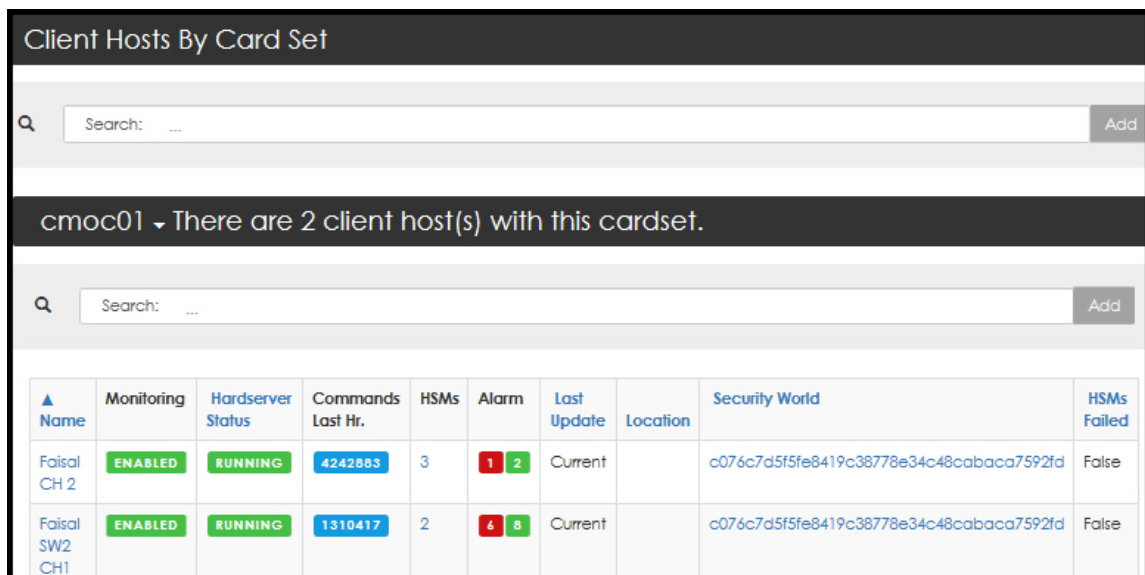 Client Hosts By Card Set
Search: ...
Add
cmoc01 There are 2 client host(s) with this cardset.
Search: ...
Add
▲ Name Monitoring Hardserver Status Commands Last Hr. HSMs Alarm Last Update Location Security World HSMs Failed
Faisal CH 2 ENABLED RUNNING 4242883 3 1 2 Current c076c7d5f5fe8419c38778e34c48cabaca7592fd False
Faisal SW2 CH1 ENABLED RUNNING 1310417 2 6 8 Current c076c7d5f5fe8419c38778e34c48cabaca7592fd False